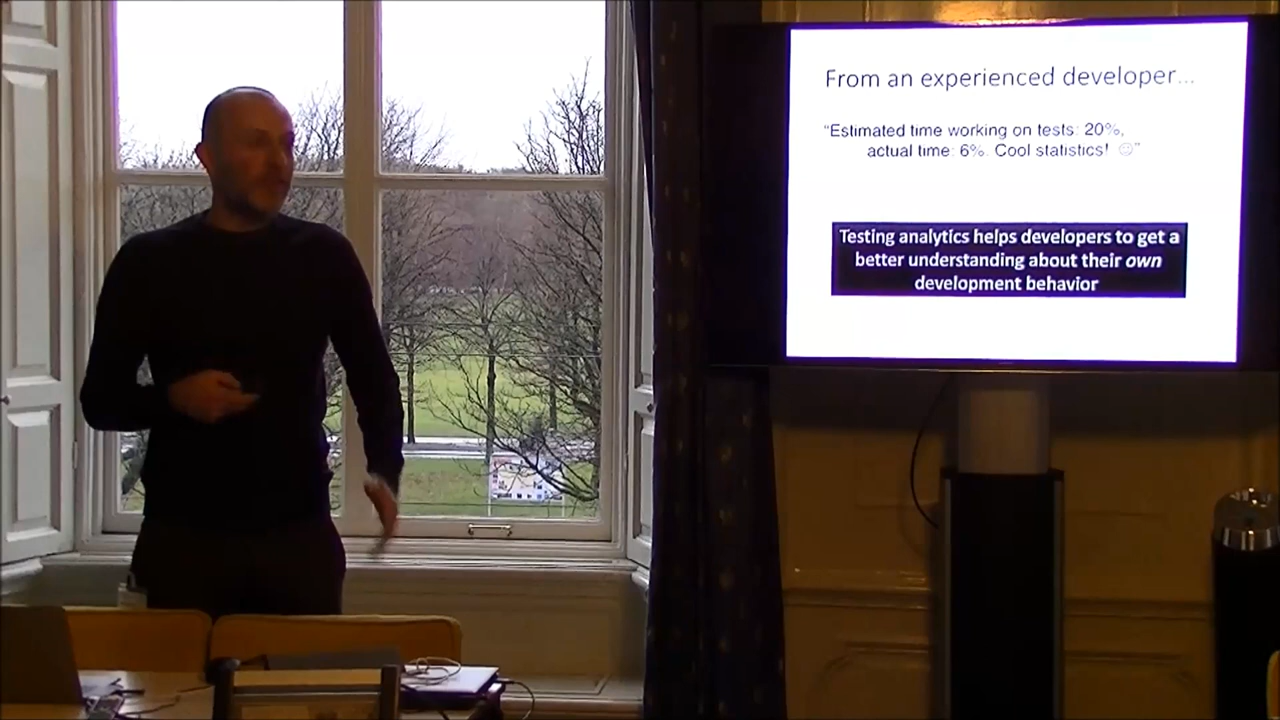 From an experienced developer...
“Estimated time working on tests: 20%,
actual time: 6%. Cool statistics! ☺”
Testing analytics helps developers to get a
better understanding about their own
development behavior